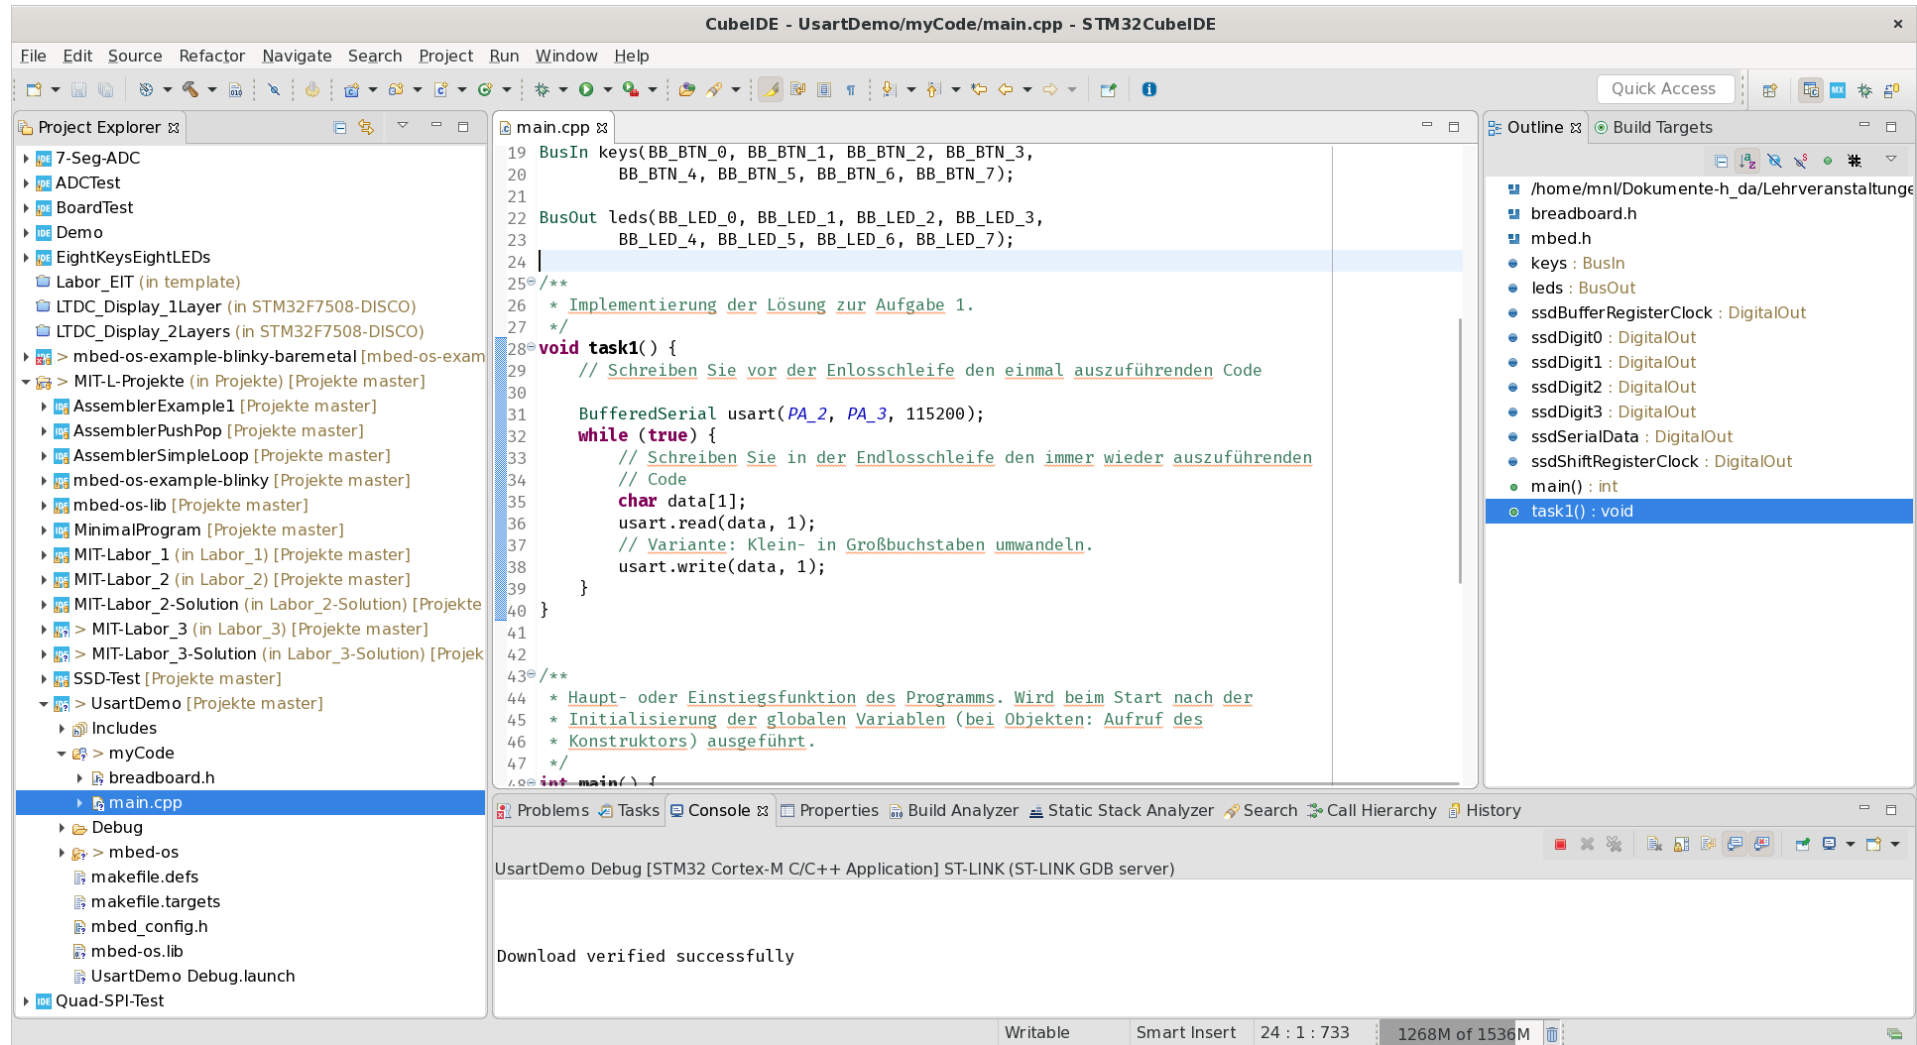 CubeIDE - UsartDemo/myCode/main.cpp - STM32CubeIDE
File Edit Source Refactor Navigate Search Project Run Window Help
Quick Access
Project Explorer
7-Seg-ADC
ADCTest
BoardTest
Demo
EightKeysEightLEDs
Labor_EIT (in template)
LTDC_Display_1Layer (in STM32F7508-DISCO)
LTDC_Display_2Layers (in STM32F7508-DISCO)
> mbed-os-example-blinky-baremetal [mbed-os-exam
> MIT-L-Projekte (in Projekte) [Projekte master]
AssemblerExample1 [Projekte master]
AssemblerPushPop [Projekte master]
AssemblerSimpleLoop [Projekte master]
mbed-os-example-blinky [Projekte master]
mbed-os-lib [Projekte master]
MinimalProgram [Projekte master]
MIT-Labor_1 (in Labor_1) [Projekte master]
MIT-Labor_2 (in Labor_2) [Projekte master]
MIT-Labor_2-Solution (in Labor_2-Solution) [Projekte
> MIT-Labor_3 (in Labor_3) [Projekte master]
> MIT-Labor_3-Solution (in Labor_3-Solution) [Projek
SSD-Test [Projekte master]
> UsartDemo [Projekte master]
Includes
> myCode
breadboard.h
main.cpp
Debug
> mbed-os
makefile.defs
makefile.targets
mbed_config.h
mbed-os.lib
UsartDemo Debug.launch
Quad-SPI-Test
main.cpp
19 BusIn keys(BB_BTN_0, BB_BTN_1, BB_BTN_2, BB_BTN_3,
20 BB_BTN_4, BB_BTN_5, BB_BTN_6, BB_BTN_7);
21
22 BusOut leds(BB_LED_0, BB_LED_1, BB_LED_2, BB_LED_3,
23 BB_LED_4, BB_LED_5, BB_LED_6, BB_LED_7);
24
25 /**
26 * Implementierung der Lösung zur Aufgabe 1.
27 */
28 void task1() {
29 // Schreiben Sie vor der Enlosschleife den einmal auszuführenden Code
30
31 BufferedSerial usart(PA_2, PA_3, 115200);
32 while (true) {
33 // Schreiben Sie in der Endlosschleife den immer wieder auszuführenden
34 // Code
35 char data[1];
36 usart.read(data, 1);
37 // Variante: Klein- in Großbuchstaben umwandeln.
38 usart.write(data, 1);
39 }
40 }
41
42
43 /**
44 * Haupt- oder Einstiegsfunktion des Programms. Wird beim Start nach der
45 * Initialisierung der globalen Variablen (bei Objekten: Aufruf des
46 * Konstruktors) ausgeführt.
47 */
48 int main() {
Outline Build Targets
/home/mnl/Dokumente-h_da/Lehrveranstaltunge
breadboard.h
mbed.h
keys : BusIn
leds : BusOut
ssdBufferRegisterClock : DigitalOut
ssdDigit0 : DigitalOut
ssdDigit1 : DigitalOut
ssdDigit2 : DigitalOut
ssdDigit3 : DigitalOut
ssdSerialData : DigitalOut
ssdShiftRegisterClock : DigitalOut
main() : int
task1() : void
Problems Tasks Console Properties Build Analyzer Static Stack Analyzer Search Call Hierarchy History
UsartDemo Debug [STM32 Cortex-M C/C++ Application] ST-LINK (ST-LINK GDB server)
Download verified successfully
Writable Smart Insert 24 : 1 : 733 1268M of 1536M